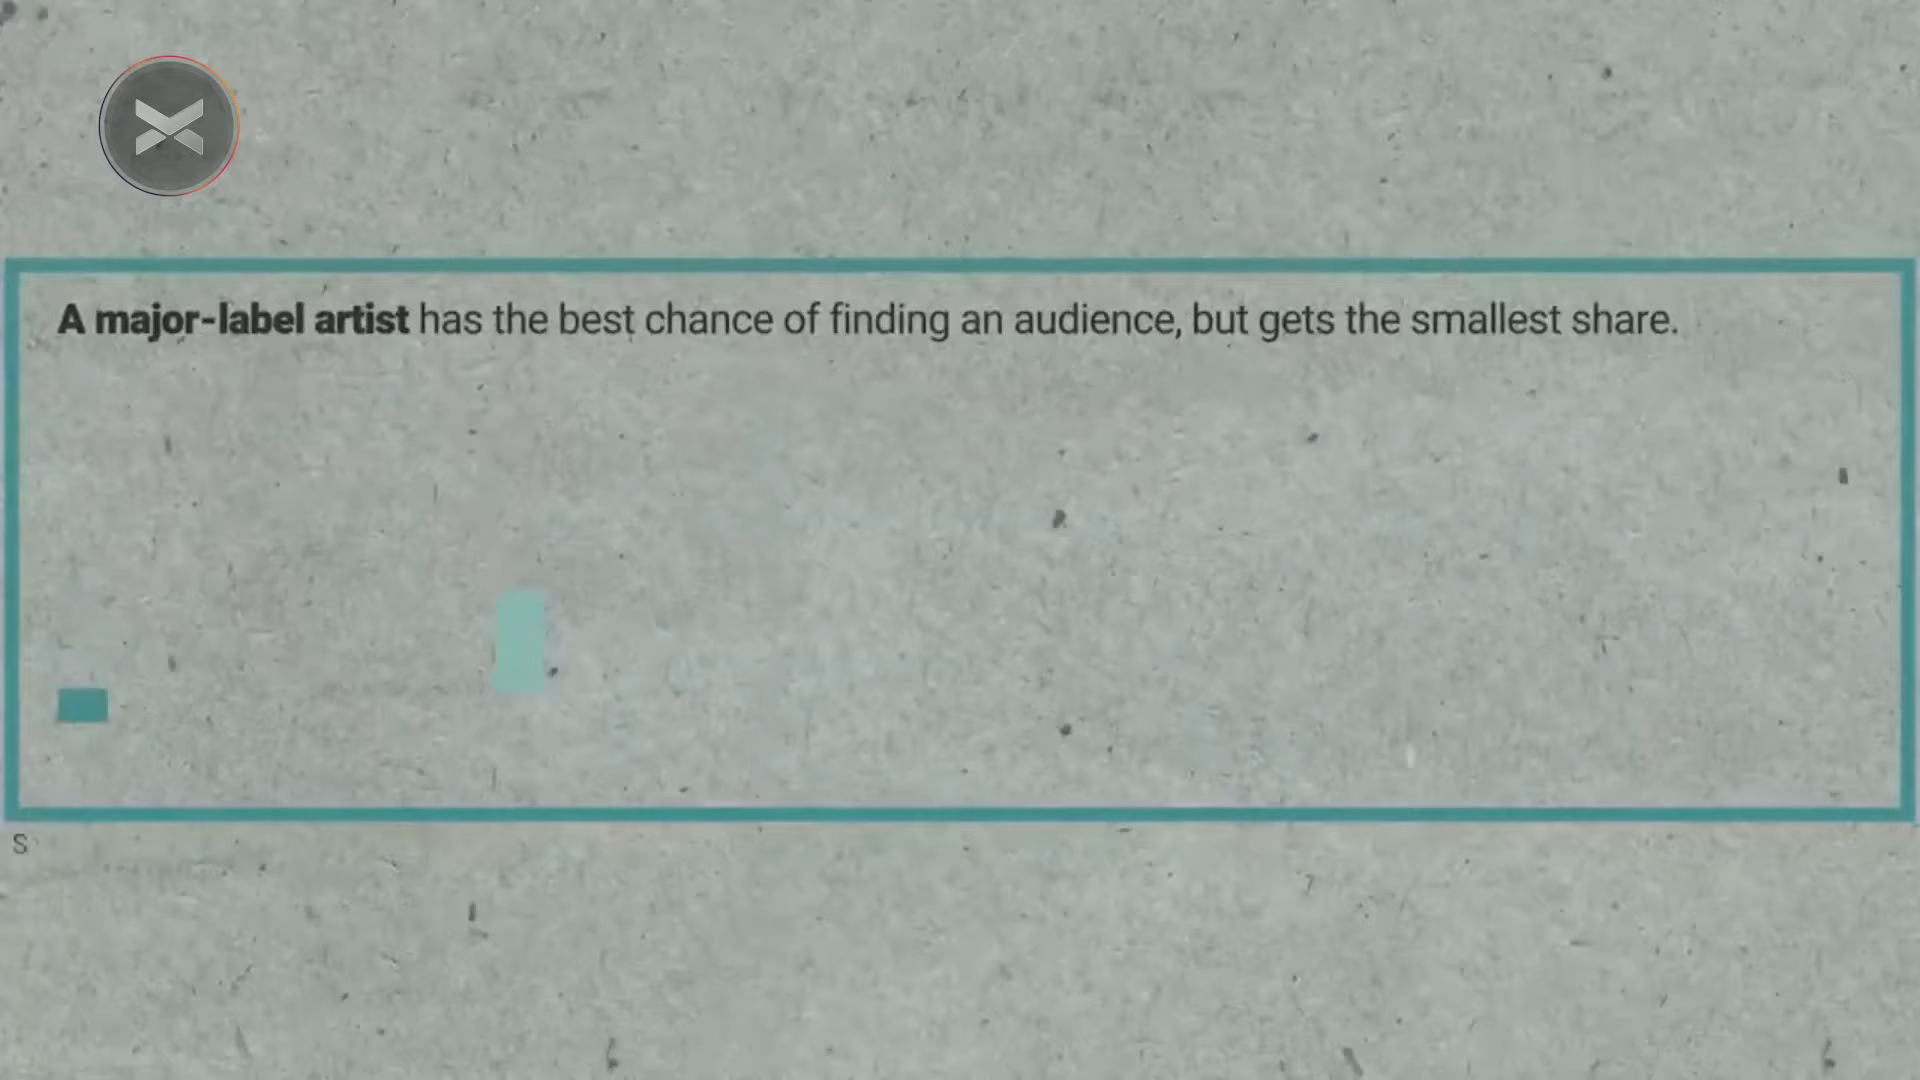 A major-label artist has the best chance of finding an audience, but gets the smallest share.
S